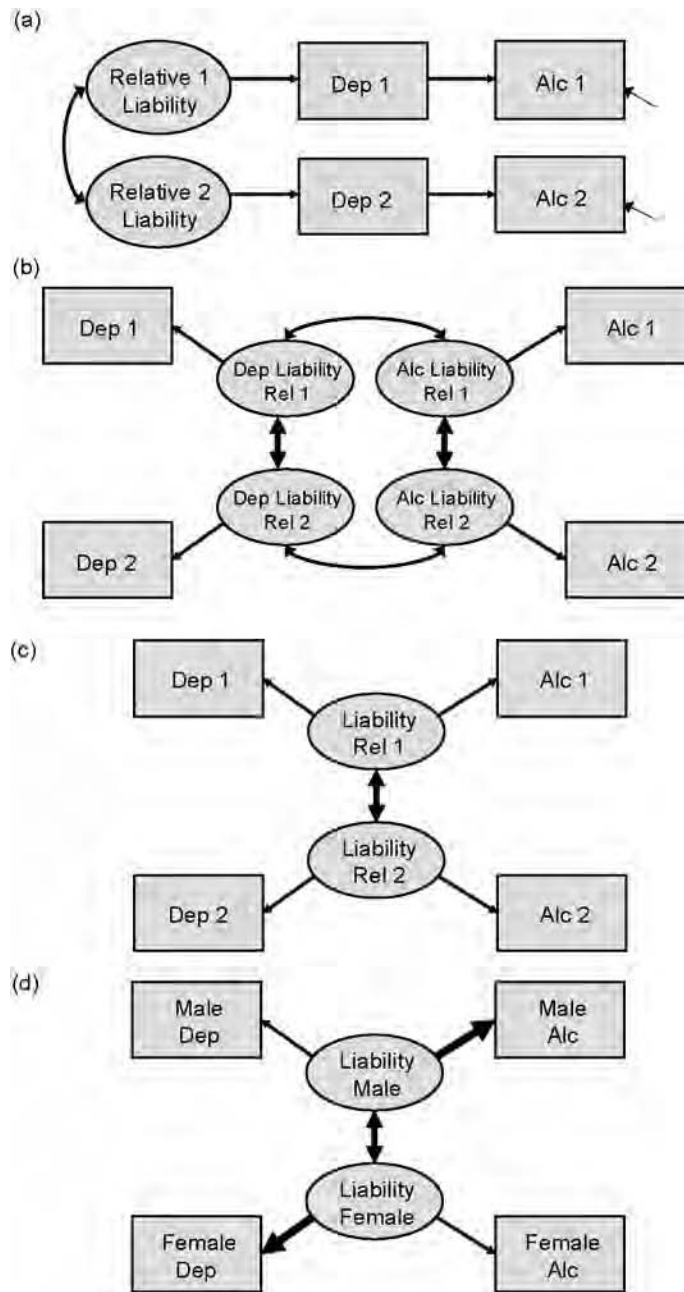 (a)
Relative 1
Liability
Dep 1
Alc 1
Relative 2
Liability
Dep 2
Alc 2
(b)
Dep 1
Alc 1
Dep Liability
Rel 1
Alc Liability
Rel 1
Dep Liability
Rel 2
Alc Liability
Rel 2
Dep 2
Alc 2
(c)
Dep 1
Alc 1
Liability
Rel 1
Liability
Rel 2
Dep 2
Alc 2
(d)
Male
Dep
Male
Alc
Liability
Male
Liability
Female
Female
Dep
Female
Alc